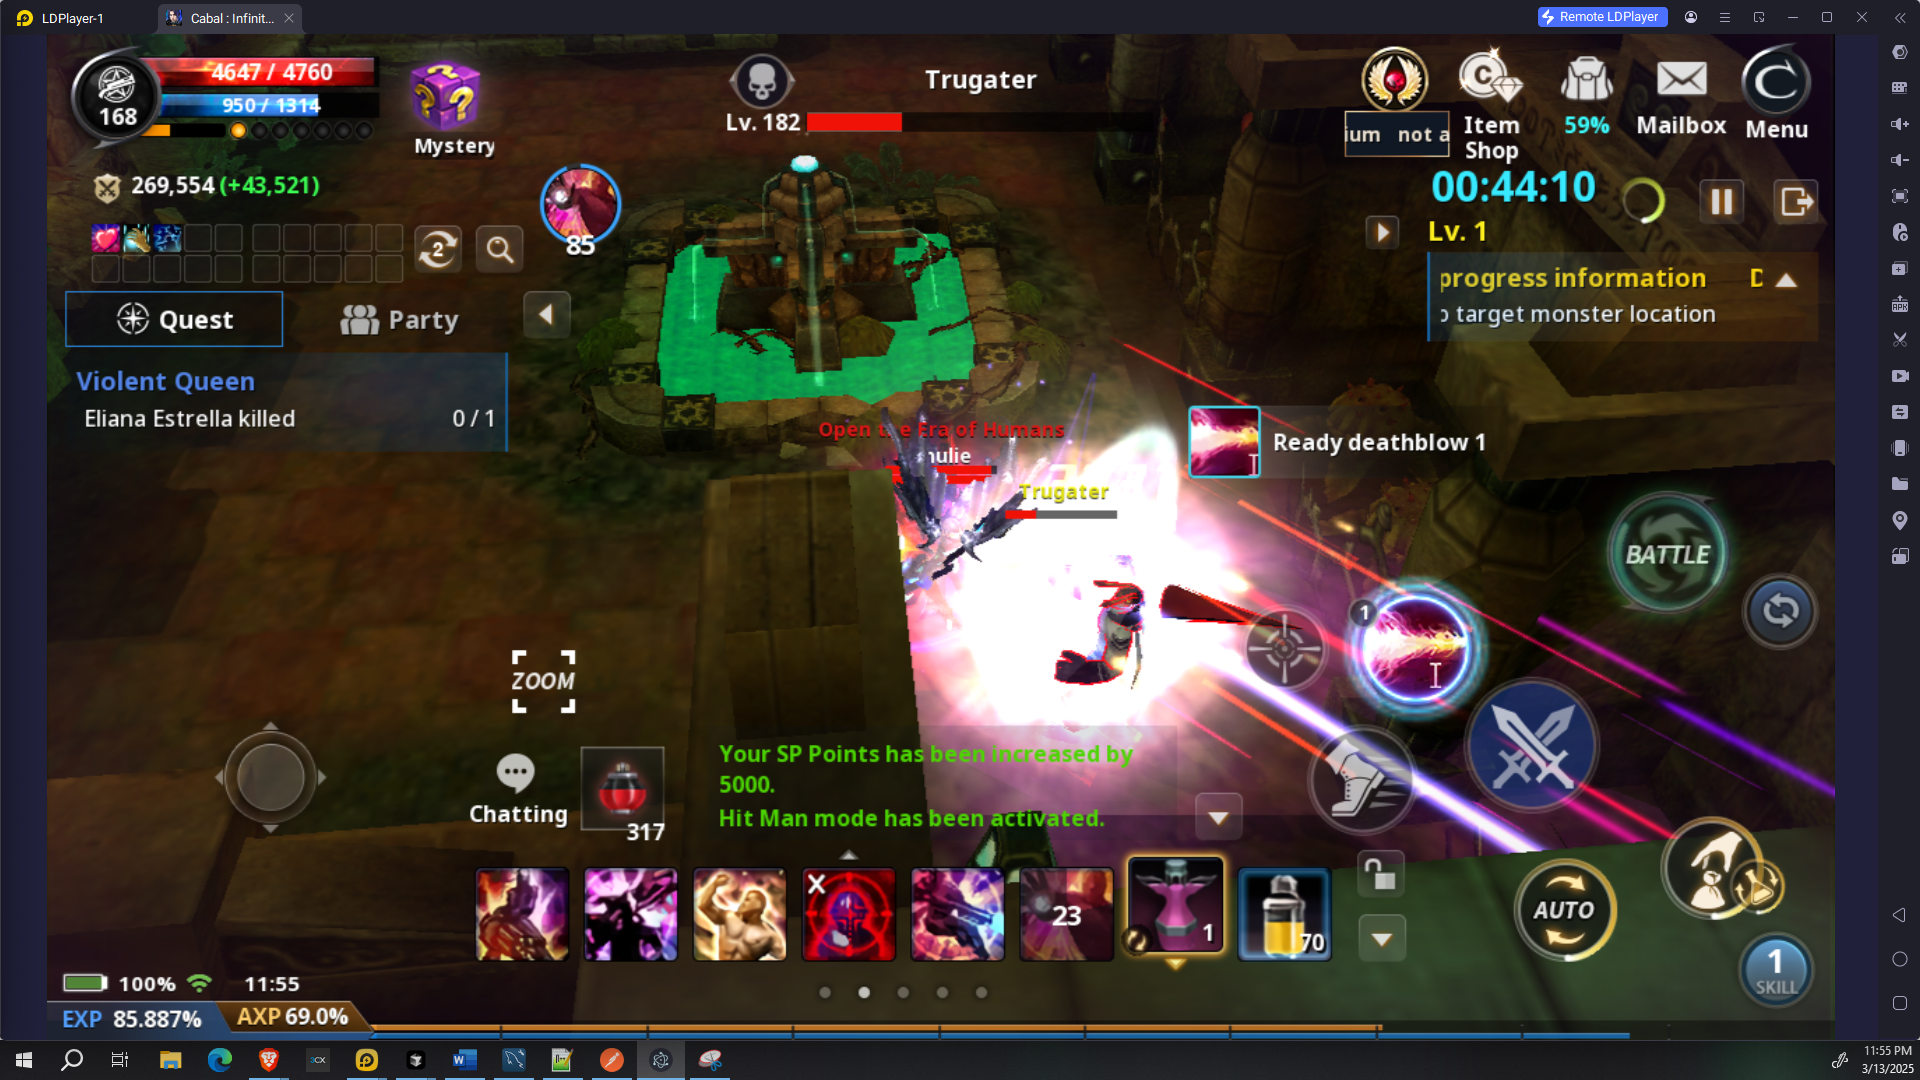 LDPlayer-1
Cabal : Infinit...
Remote LDPlayer
168
4647 / 4760
950 / 1314
Mystery
Trugater
Lv. 182
ium not a
Item
Shop
59%
Mailbox
Menu
269,554 (+43,521)
2
85
00:44:10
Lv. 1
progress information
target monster location
Quest
Party
Violent Queen
Eliana Estrella killed
0 / 1
Open the Era of Humans
Trugater
Ready deathblow 1
I
BATTLE
1
I
ZOOM
Chatting
317
Your SP Points has been increased by
5000.
Hit Man mode has been activated.
X
23
1
70
AUTO
1
SKILL
100%
11:55
EXP 85.887%
AXP 69.0%
3CX
W
11:55 PM
3/13/2025